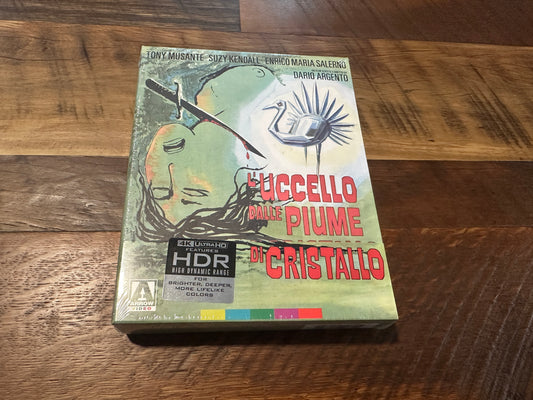 TONY MUSANTE · SUZY KENDALL · ENRICO MARIA SALERNO
DARIO ARGENTO
L'UCCELLO
DALLE PIUME
DI CRISTALLO
4K ULTRA HD
FEATURES
HDR
HIGH DYNAMIC RANGE
FOR
BRIGHTER, DEEPER,
MORE LIFELIKE
COLORS
ARROW
VIDEO